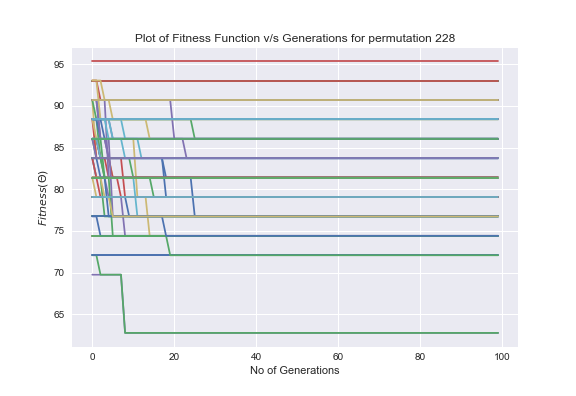 Plot of Fitness Function v/s Generations for permutation 228
95
90
85
80
75
70
65
Fitness(Θ)
0 20 40 60 80 100
No of Generations